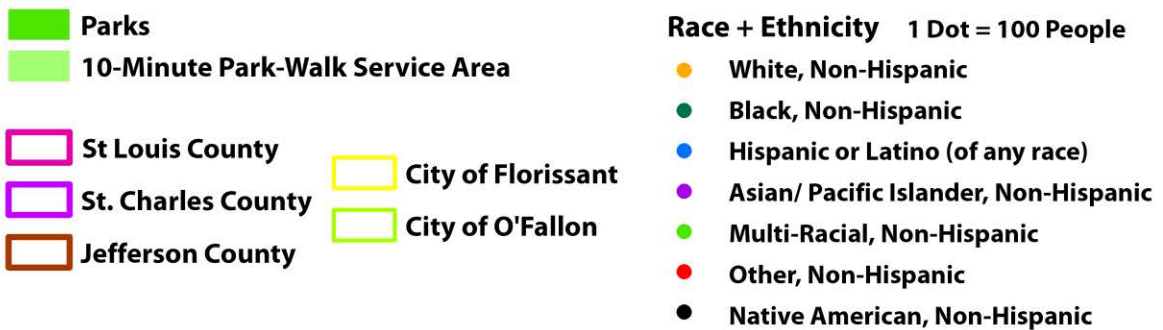 Parks
10-Minute Park-Walk Service Area
St Louis County
St. Charles County
Jefferson County
City of Florissant
City of O'Fallon
Race + Ethnicity 1 Dot = 100 People
White, Non-Hispanic
Black, Non-Hispanic
Hispanic or Latino (of any race)
Asian/ Pacific Islander, Non-Hispanic
Multi-Racial, Non-Hispanic
Other, Non-Hispanic
Native American, Non-Hispanic